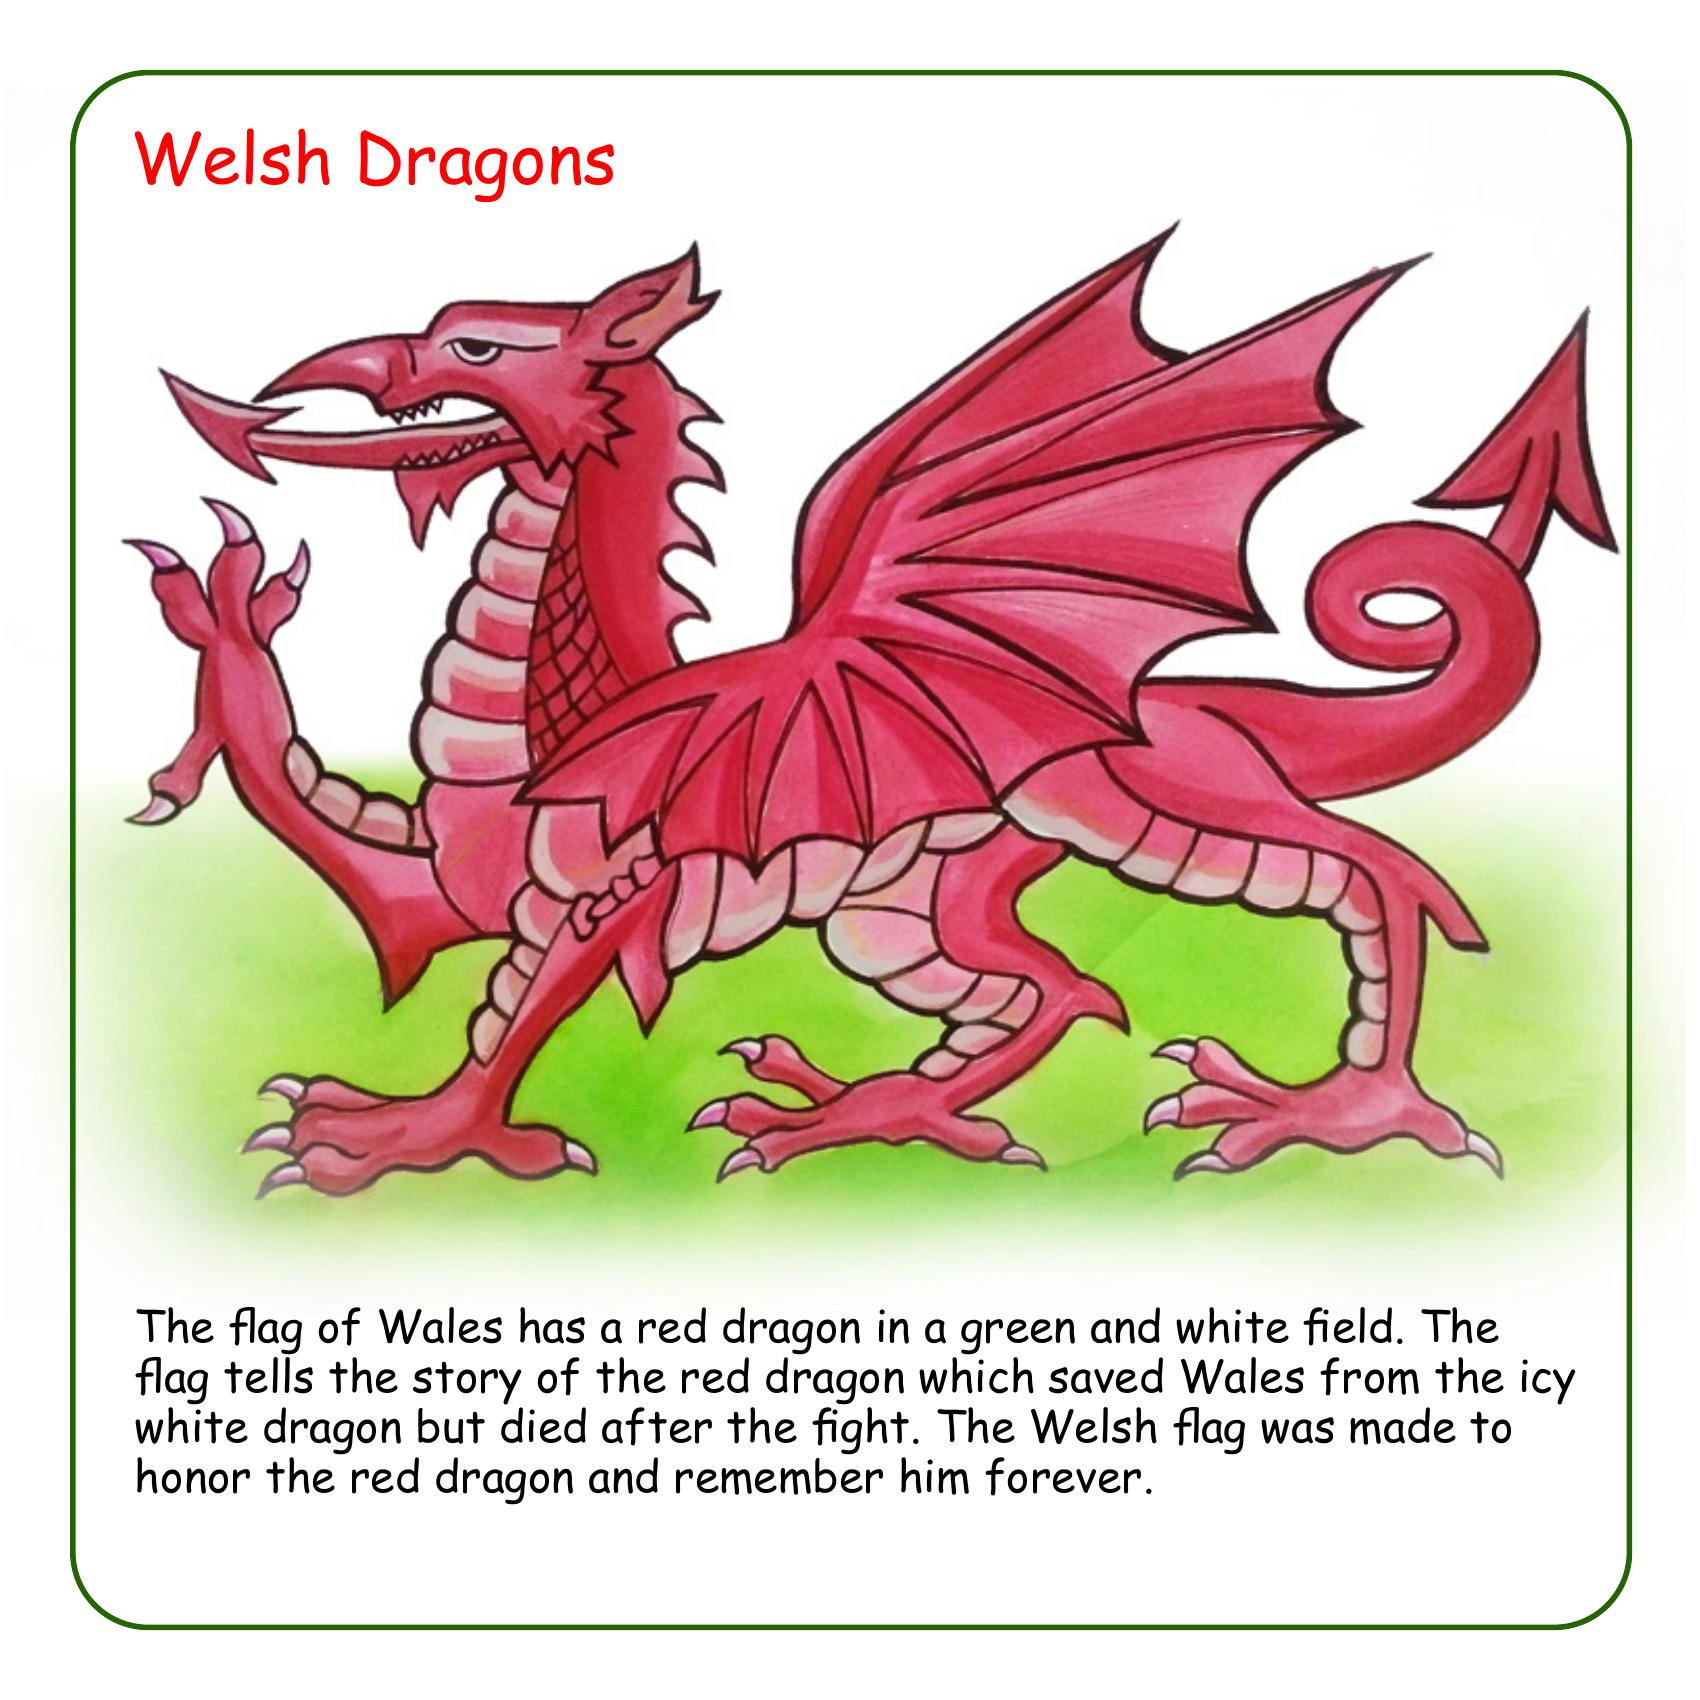 Welsh Dragons
The flag of Wales has a red dragon in a green and white field. The
flag tells the story of the red dragon which saved Wales from the icy
white dragon but died after the fight. The Welsh flag was made to
honor the red dragon and remember him forever.